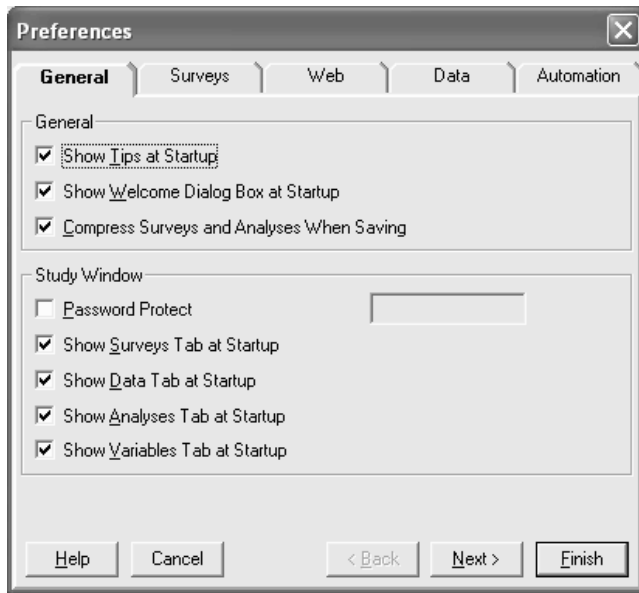 Preferences
General Surveys Web Data Automation
General
Show Tips at Startup
Show Welcome Dialog Box at Startup
Compress Surveys and Analyses When Saving
Study Window
Password Protect
Show Surveys Tab at Startup
Show Data Tab at Startup
Show Analyses Tab at Startup
Show Variables Tab at Startup
Help Cancel < Back Next > Finish